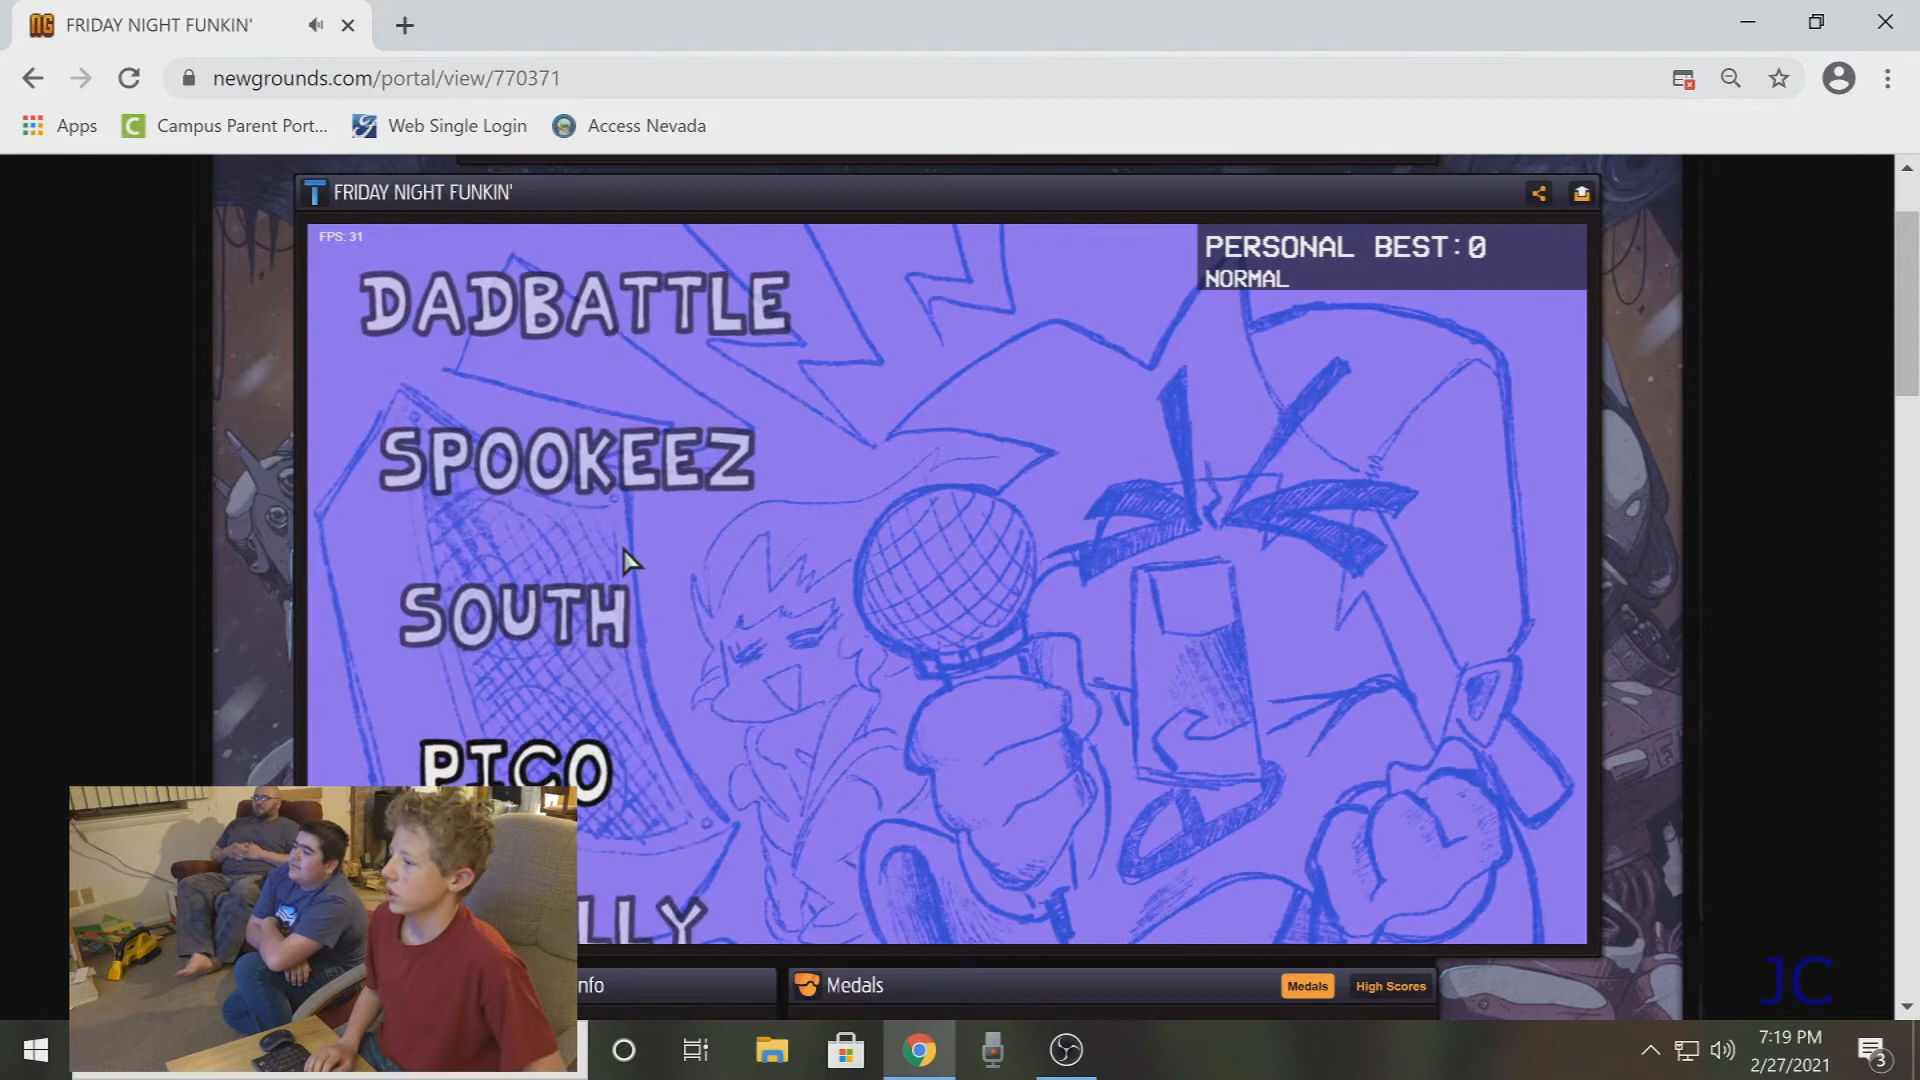 FRIDAY NIGHT FUNKIN'
newgrounds.com/portal/view/770371
Apps
Campus Parent Port...
Web Single Login
Access Nevada
FRIDAY NIGHT FUNKIN'
FPS: 31
PERSONAL BEST:0
NORMAL
DADBATTLE
SPOOKEEZ
SOUTH
PICO
LLY
nfo
Medals
Medals
High Scores
JC
7:19 PM
2/27/2021
3